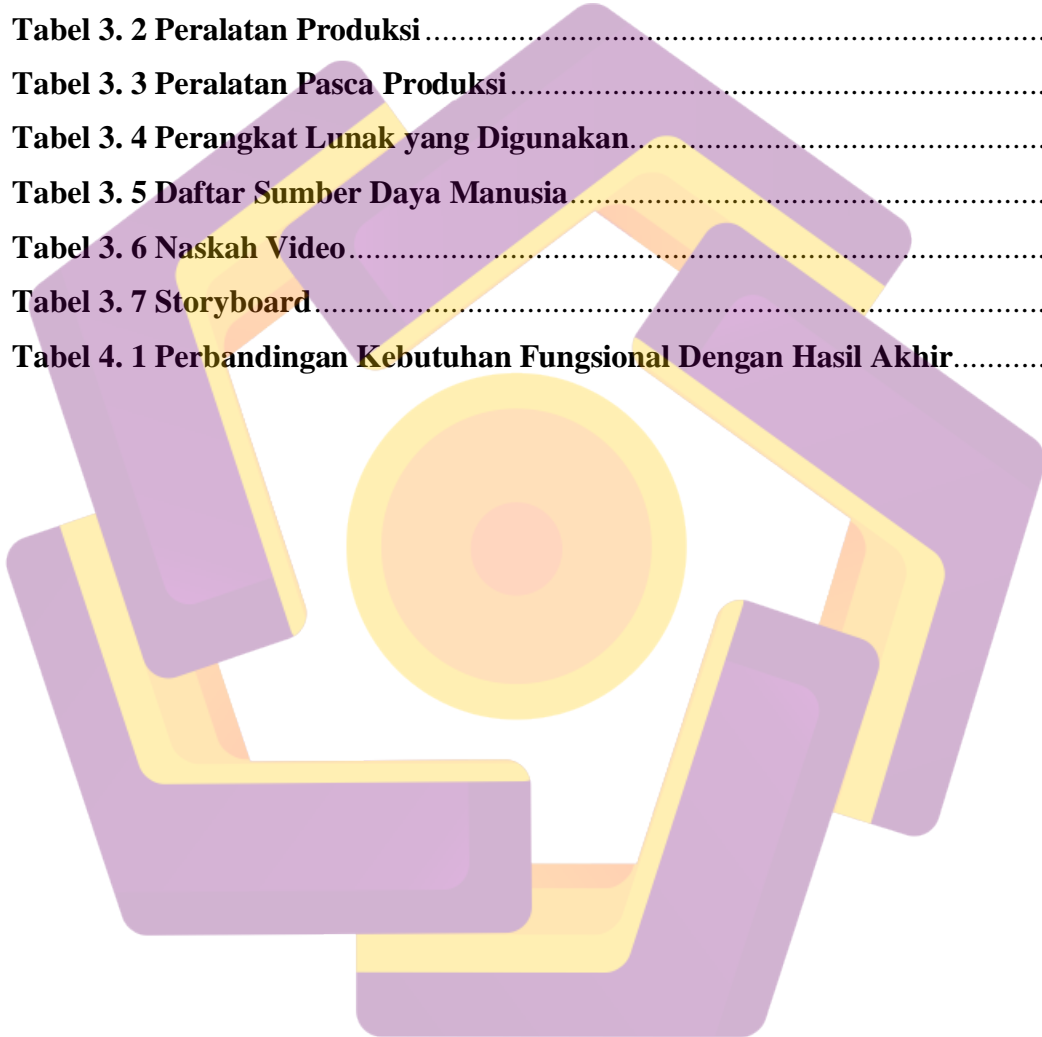 Tabel 3. 2 Peralatan Produksi.....................................................................................
Tabel 3. 3 Peralatan Pasca Produksi..........................................................................
Tabel 3. 4 Perangkat Lunak yang Digunakan..........................................................
Tabel 3. 5 Daftar Sumber Daya Manusia..................................................................
Tabel 3. 6 Naskah Video.................................................................................................
Tabel 3. 7 Storyboard......................................................................................................
Tabel 4. 1 Perbandingan Kebutuhan Fungsional Dengan Hasil Akhir............